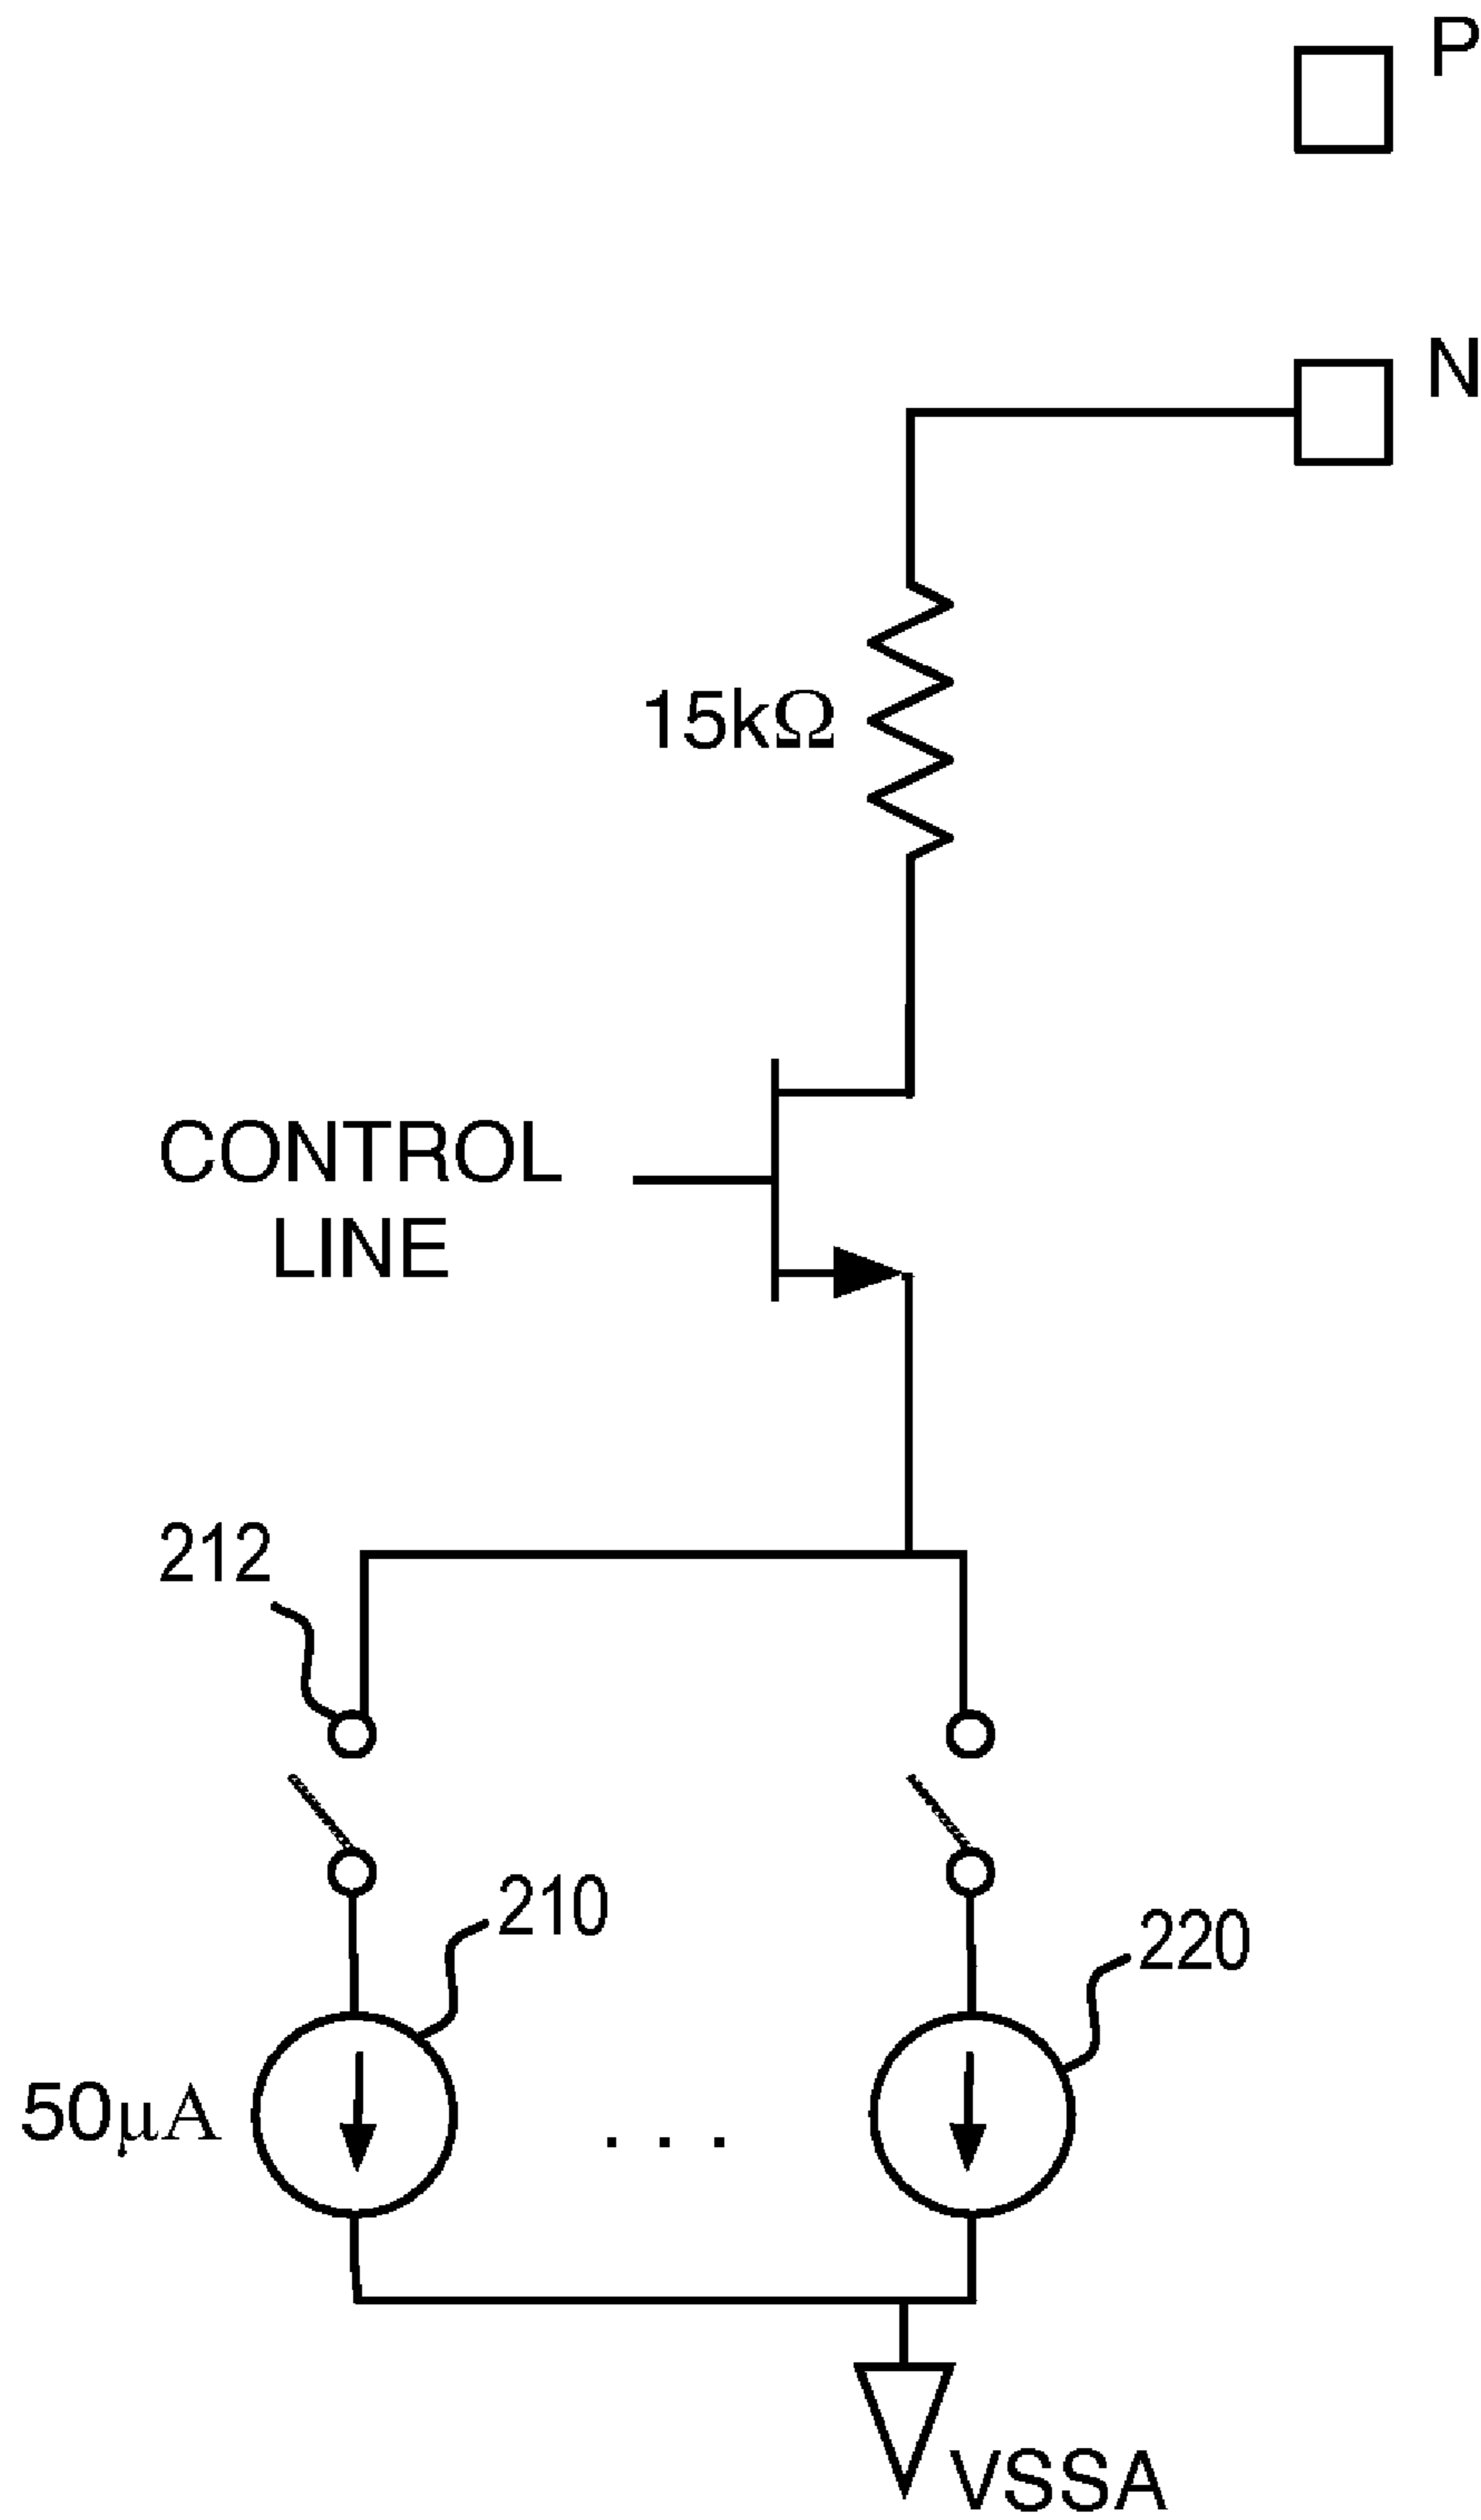 P
N
15kΩ
CONTROL
LINE
212
210
220
50µA
. . .
VSSA